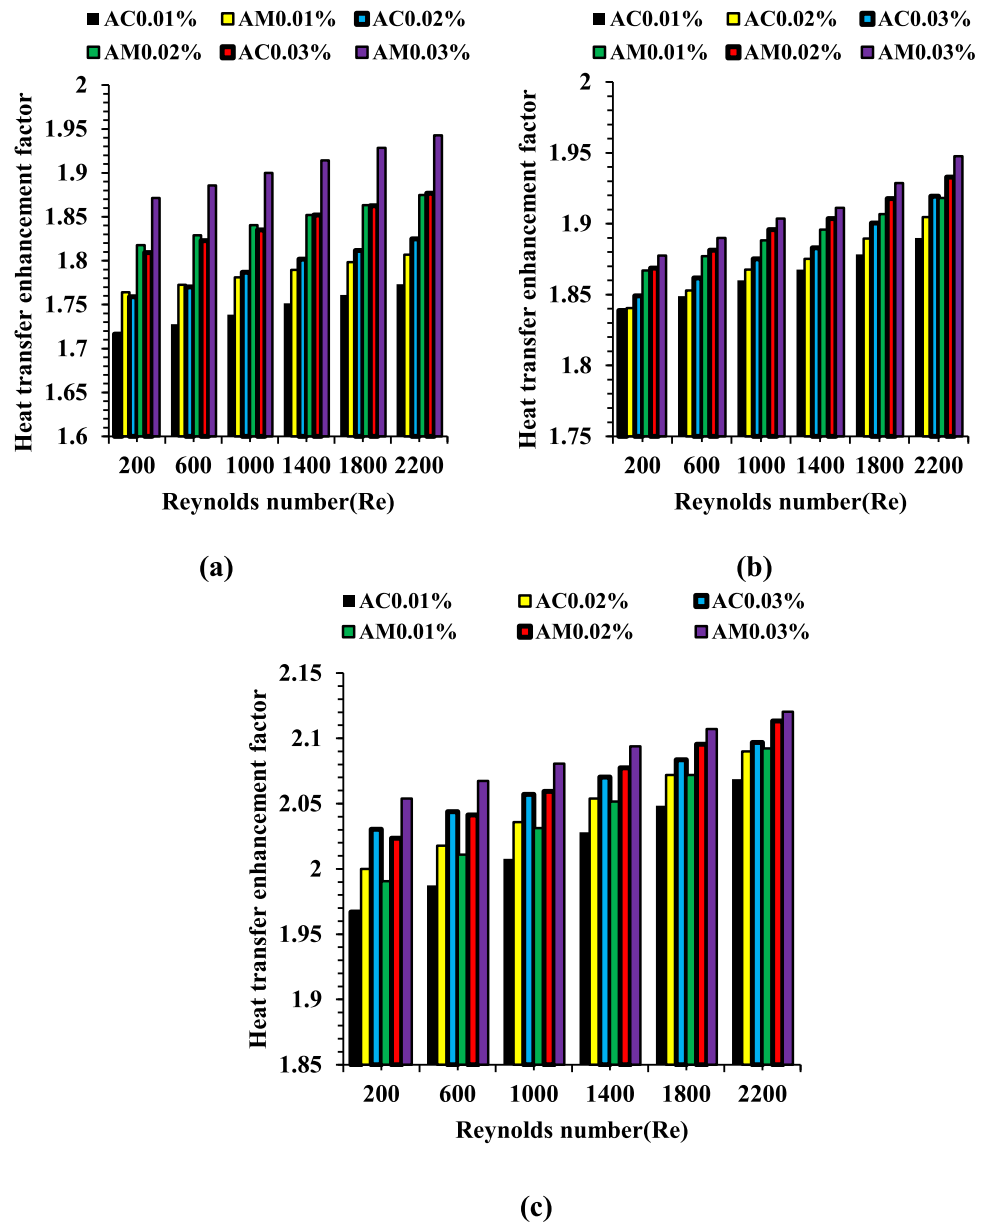 AC0.01% AM0.01% AC0.02%
AM0.02% AC0.03% AM0.03%
Heat transfer enhancement factor
2
1.95
1.9
1.85
1.8
1.75
1.7
1.65
1.6
200 600 1000 1400 1800 2200
Reynolds number(Re)
(a)
AC0.01% AC0.02% AC0.03%
AM0.01% AM0.02% AM0.03%
Heat transfer enhancement factor
2
1.95
1.9
1.85
1.8
1.75
200 600 1000 1400 1800 2200
Reynolds number(Re)
(b)
AC0.01% AC0.02% AC0.03%
AM0.01% AM0.02% AM0.03%
Heat transfer enhancement factor
2.15
2.1
2.05
2
1.95
1.9
1.85
200 600 1000 1400 1800 2200
Reynolds number(Re)
(c)